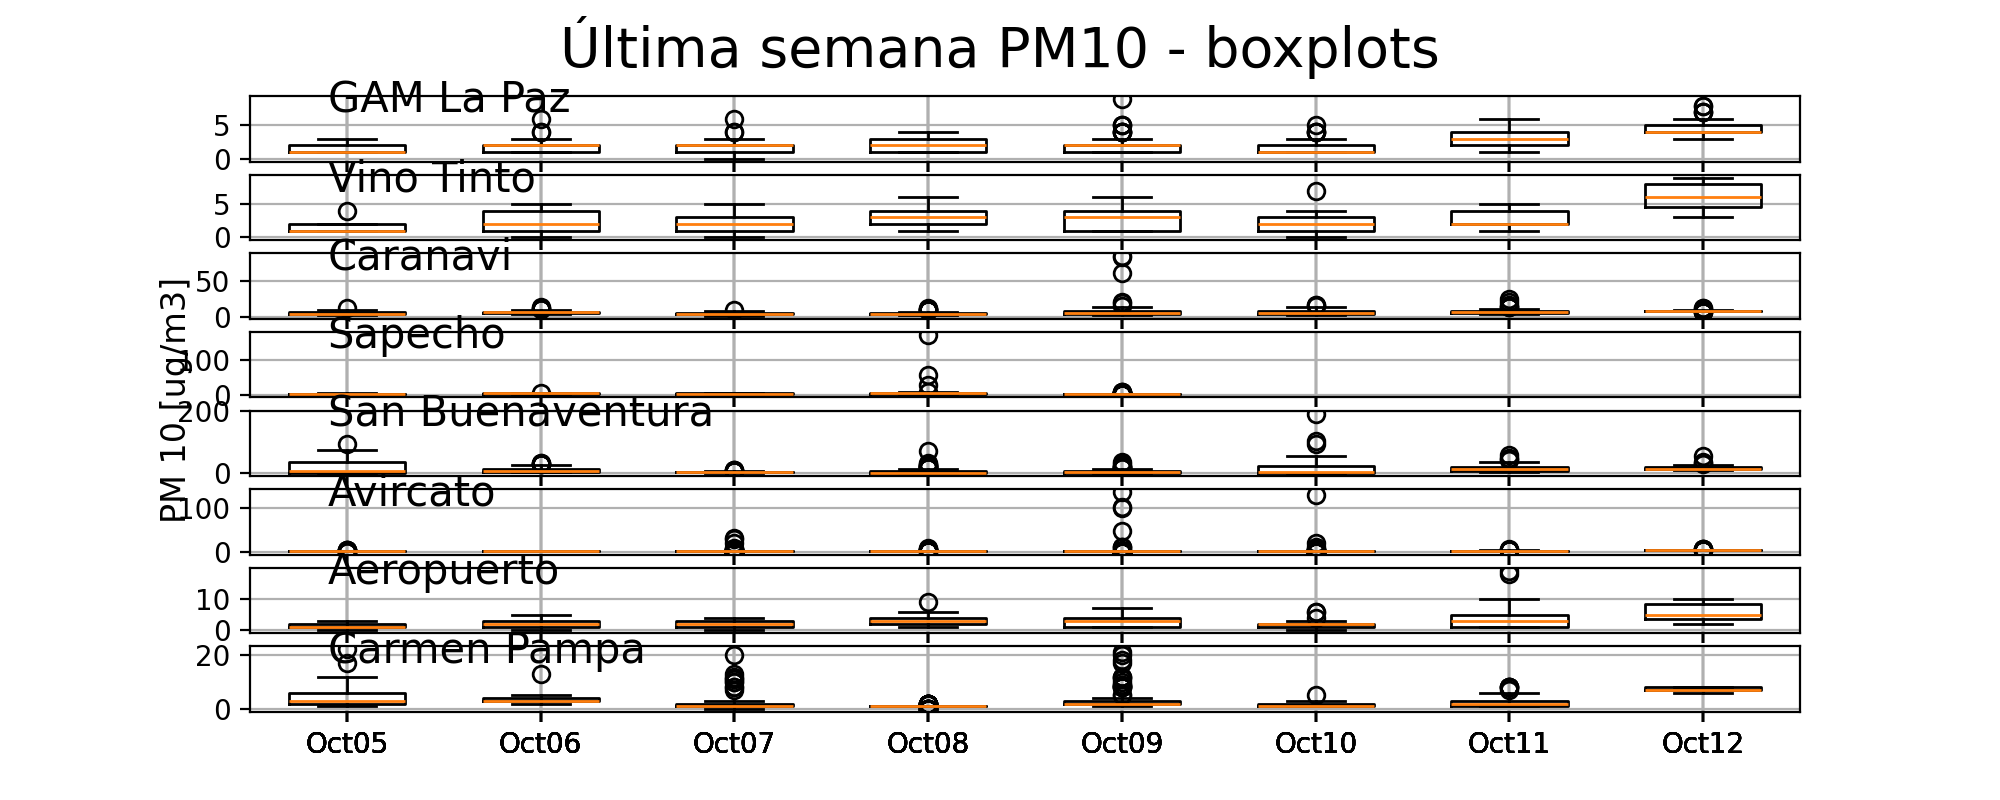 Última semana PM10 - boxplots
GAM La Paz
5
0
Vino Tinto
5
0
Caranavi
50
0
Sapecho
100
0
San Buenaventura
200
0
Avircato
100
0
Aeropuerto
10
0
Carmen Pampa
20
0
PM 10 [ug/m3]
Oct05 Oct06 Oct07 Oct08 Oct09 Oct10 Oct11 Oct12